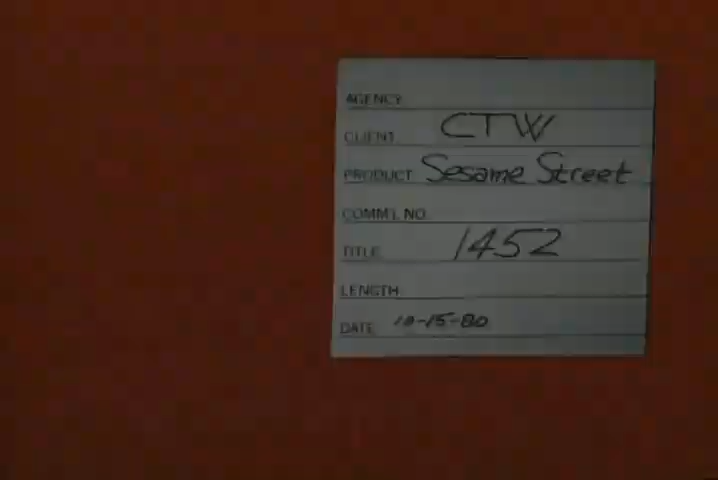 AGENCY
CLIENT CTW
PRODUCT Sesame Street
COMM'L NO.
TITLE 1452
LENGTH
DATE 10-15-80